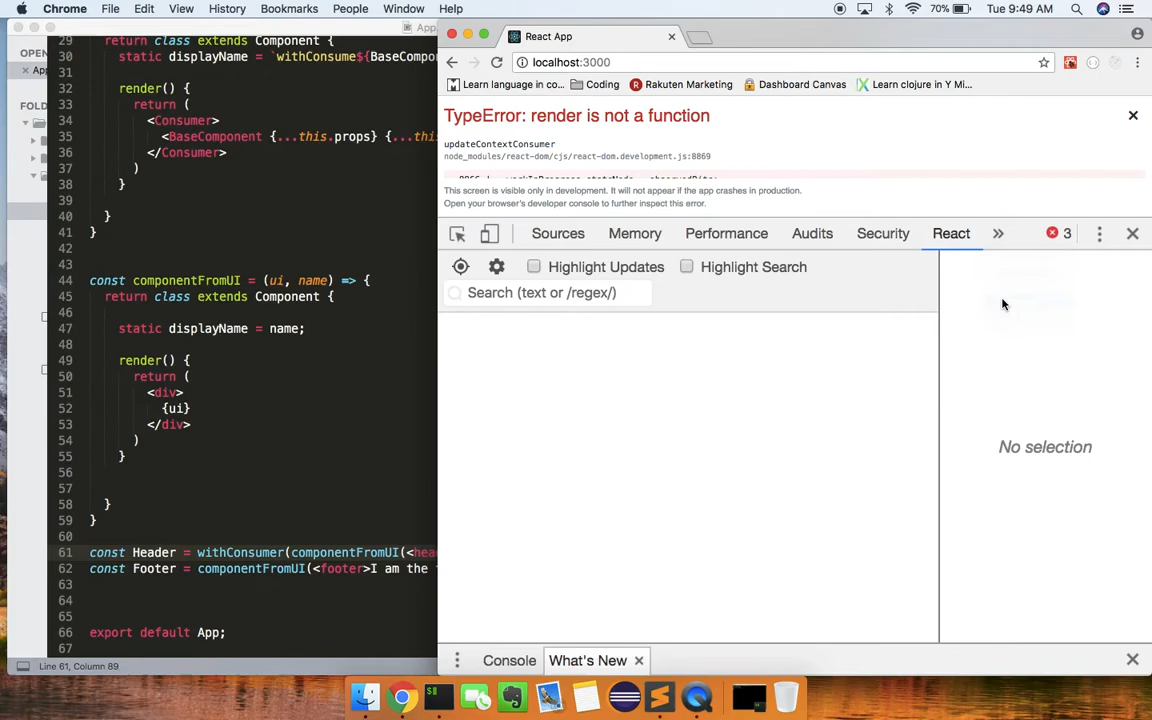 Chrome File Edit View History Bookmarks People Window Help 70% Tue 9:49 AM
App.
OPEN
App
FOLD
29 return class extends Component {
30 static displayName = `withConsume${BaseCompon
31
32 render() {
33 return (
34 <Consumer>
35 <BaseComponent {...this.props} {...this
36 </Consumer>
37 )
38 }
39
40 }
41 }
42
43
44 const componentFromUI = (ui, name) => {
45 return class extends Component {
46
47 static displayName = name;
48
49 render() {
50 return (
51 <div>
52 {ui}
53 </div>
54 )
55 }
56
57
58 }
59 }
60
61 const Header = withConsumer(componentFromUI(<hea
62 const Footer = componentFromUI(<footer>I am the
63
64
65
66 export default App;
67
Line 61, Column 89
React App
localhost:3000
Learn language in co... Coding Rakuten Marketing Dashboard Canvas Learn clojure in Y Mi...
TypeError: render is not a function
updateContextConsumer
node_modules/react-dom/cjs/react-dom.development.js:8869
This screen is visible only in development. It will not appear if the app crashes in production.
Open your browser's developer console to further inspect this error.
Sources Memory Performance Audits Security React » 3
Highlight Updates Highlight Search
Search (text or /regex/)
No selection
Console What's New